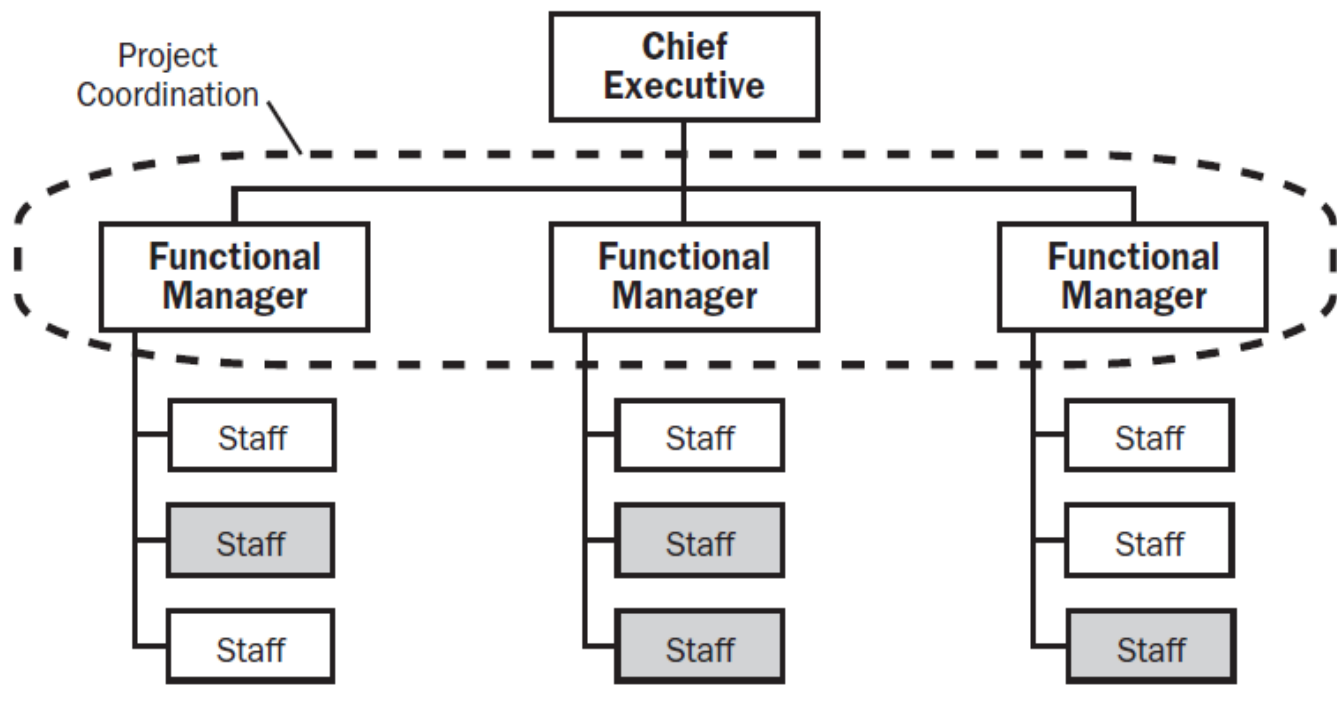 Project
Coordination
Chief
Executive
Functional
Manager
Functional
Manager
Functional
Manager
Staff
Staff
Staff
Staff
Staff
Staff
Staff
Staff
Staff